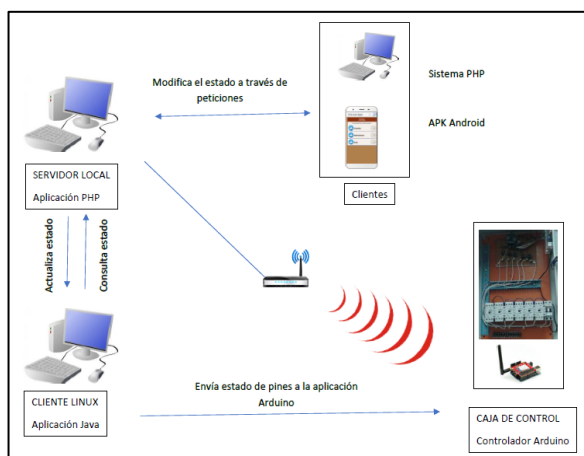 Modifica el estado a través de
peticiones
Sistema PHP
APK Android
Clientes
SERVIDOR LOCAL
Aplicación PHP
Actualiza estado
Consulta estado
Envía estado de pines a la aplicación
Arduino
CLIENTE LINUX
Aplicación Java
CAJA DE CONTROL
Controlador Arduino